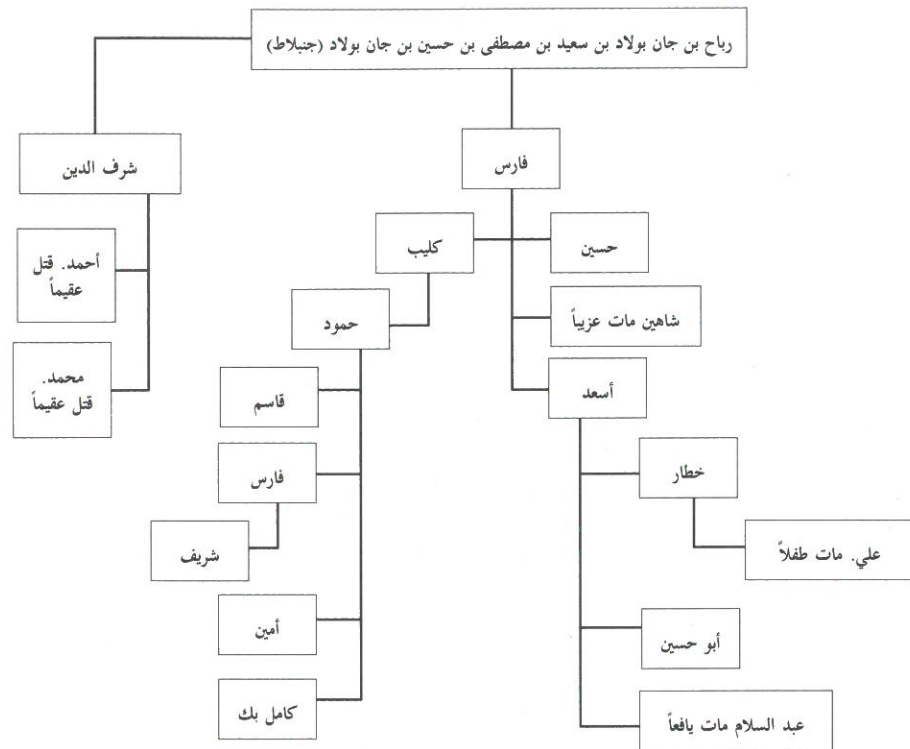 رباح بن جان بولاد بن سعيد بن مصطفى بن حسين بن جان بولاد (جنبلاط)
فارس
شرف الدين
حسين
كليب
أحمد. قتل
عقيماً
شاهين مات عزيباً
حمود
محمد.
قتل عقيماً
أسعد
قاسم
خطار
فارس
علي. مات طفلاً
شريف
أبو حسين
أمين
عبد السلام مات يافعاً
كامل بك